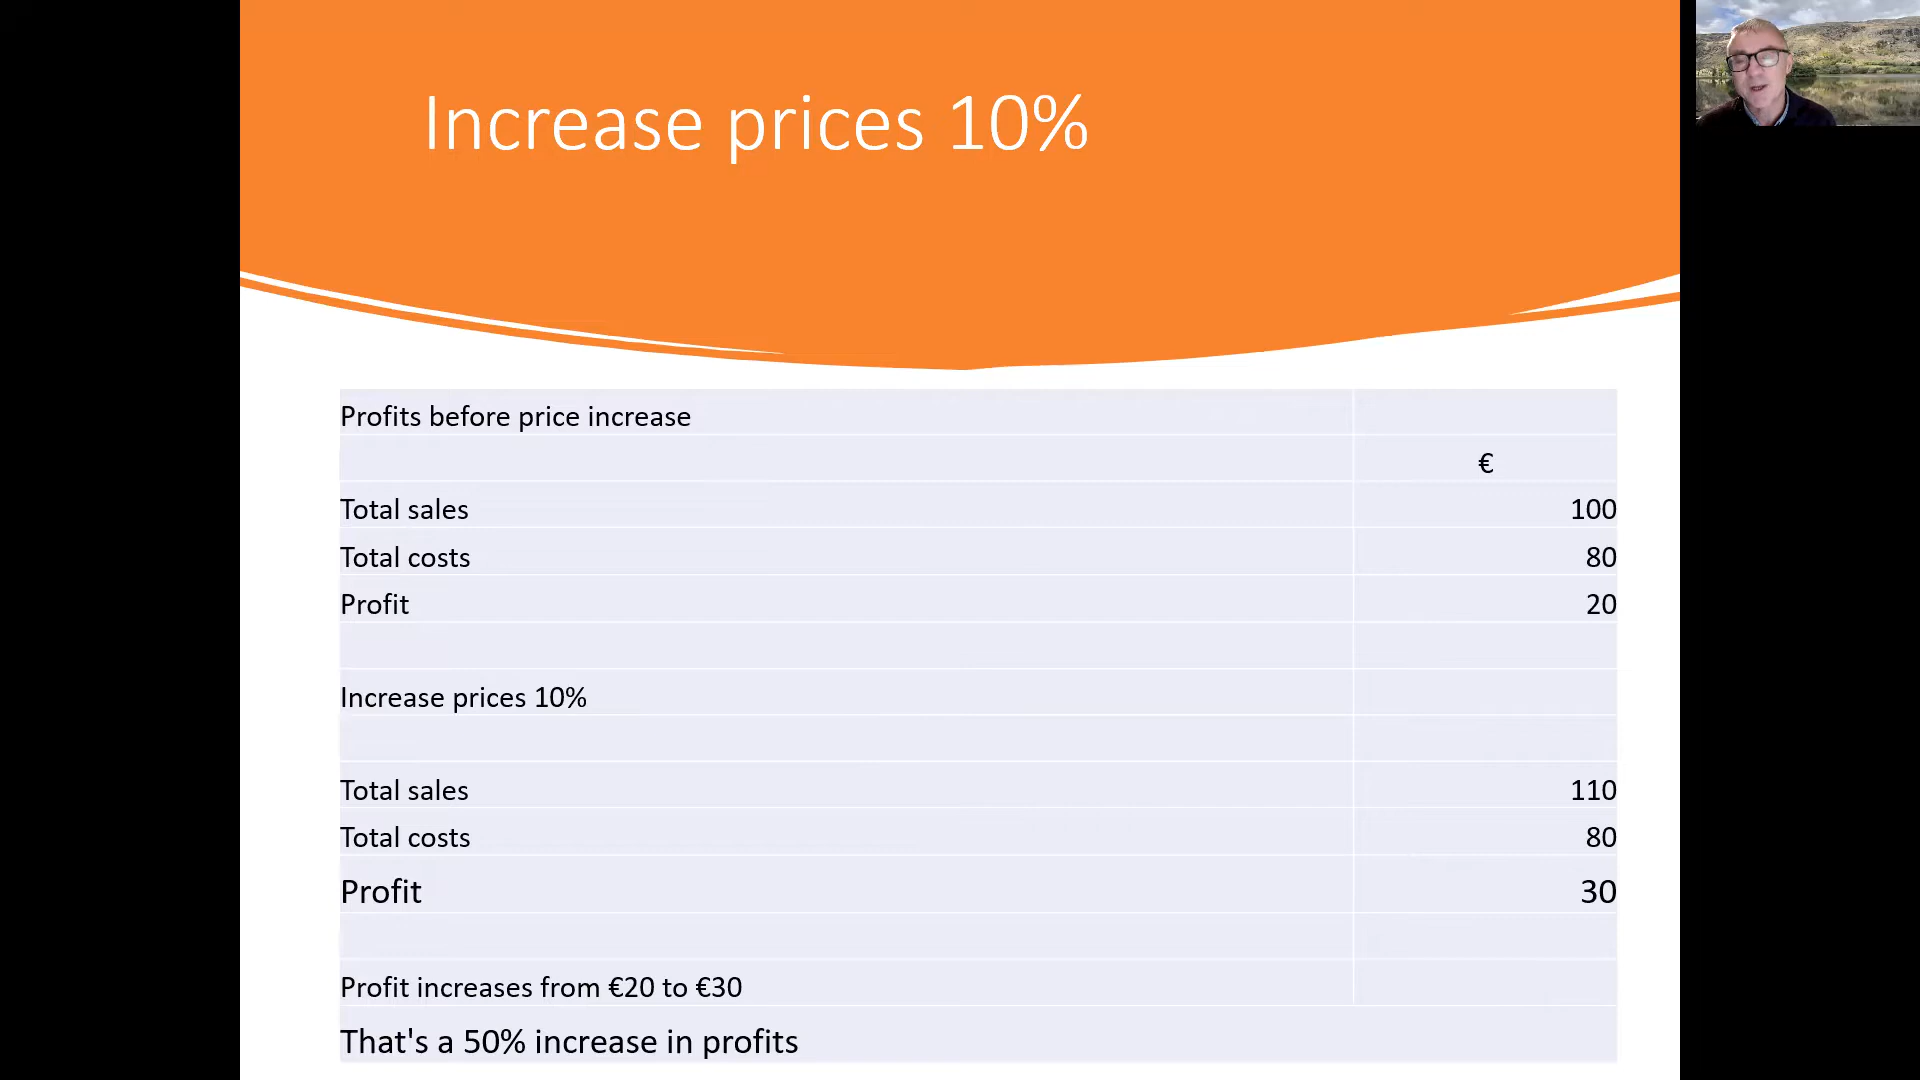 Increase prices 10%
Profits before price increase
€
Total sales 100
Total costs 80
Profit 20
Increase prices 10%
Total sales 110
Total costs 80
Profit 30
Profit increases from €20 to €30
That's a 50% increase in profits